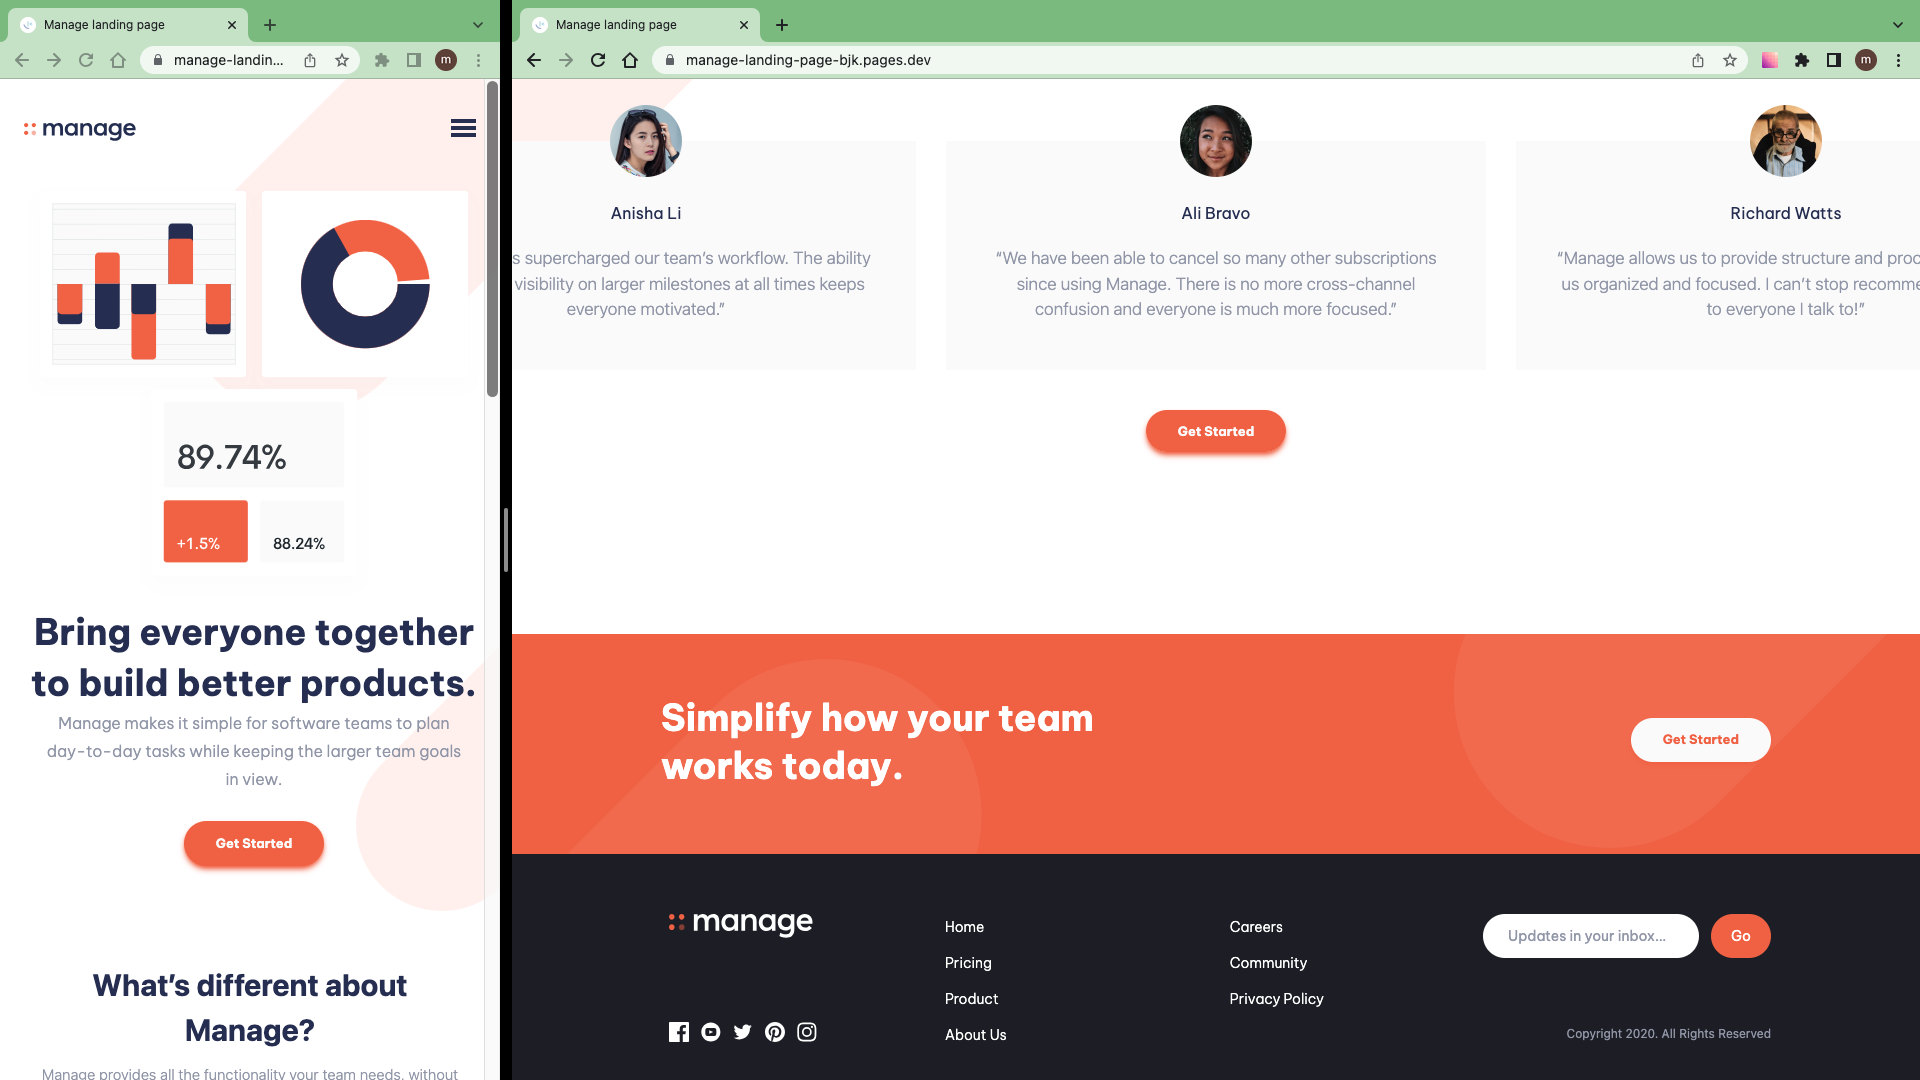 Manage landing page
manage-landin...
m
manage
89.74%
+1.5%
88.24%
Bring everyone together
to build better products.
Manage makes it simple for software teams to plan
day-to-day tasks while keeping the larger team goals
in view.
Get Started
What’s different about
Manage?
Manage provides all the functionality your team needs, without
Manage landing page
manage-landing-page-bjk.pages.dev
m
Anisha Li
s supercharged our team’s workflow. The ability
visibility on larger milestones at all times keeps
everyone motivated.”
Ali Bravo
“We have been able to cancel so many other subscriptions
since using Manage. There is no more cross-channel
confusion and everyone is much more focused.”
Richard Watts
“Manage allows us to provide structure and proc
us organized and focused. I can’t stop recomme
to everyone I talk to!”
Get Started
Simplify how your team
works today.
Get Started
manage
Home
Pricing
Product
About Us
Careers
Community
Privacy Policy
Updates in your inbox...
Go
Copyright 2020. All Rights Reserved